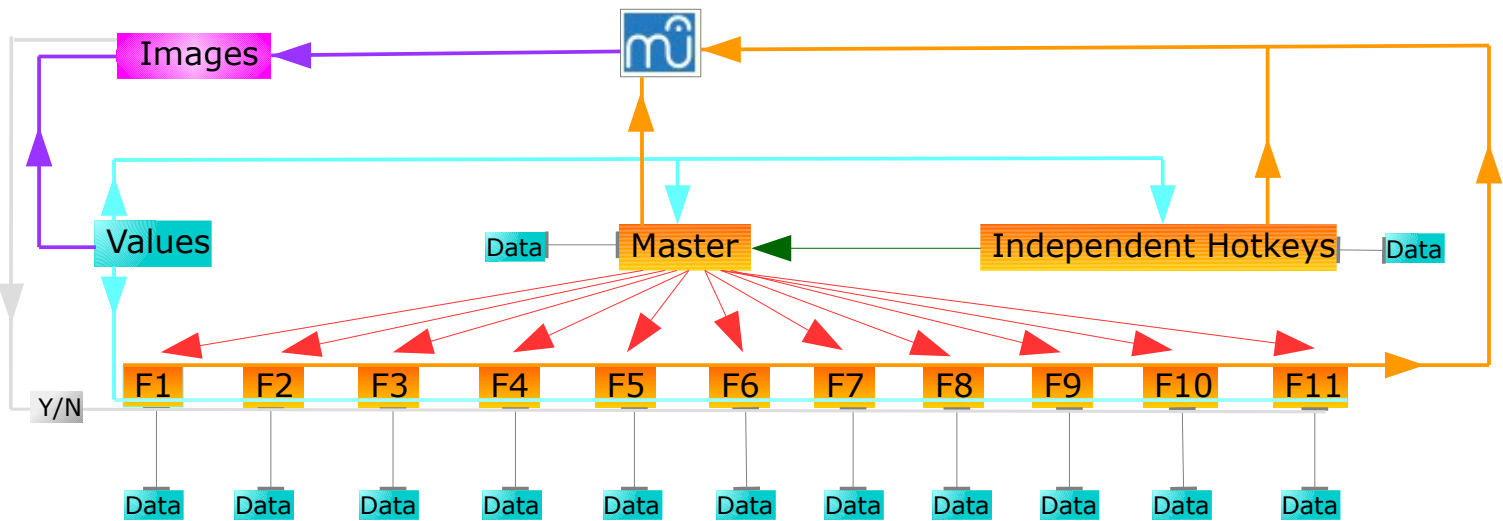 Images
mu
Values
Data
Master
Independent Hotkeys
Data
F1
F2
F3
F4
F5
F6
F7
F8
F9
F10
F11
Y/N
Data
Data
Data
Data
Data
Data
Data
Data
Data
Data
Data